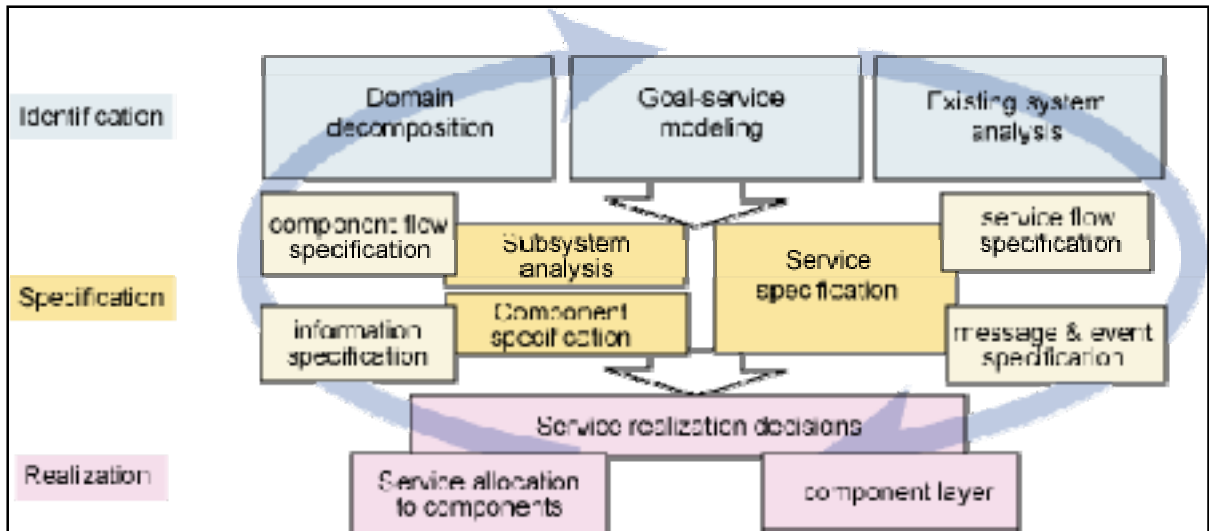 Identification
Domain
decomposition
Goal-service
modeling
Existing system
analysis
component flow
specification
Subsystem
analysis
Service
specification
service flow
specification
Specification
Component
specification
information
specification
message & event
specification
Service realization decisions
Realization
Service allocation
to components
component layer